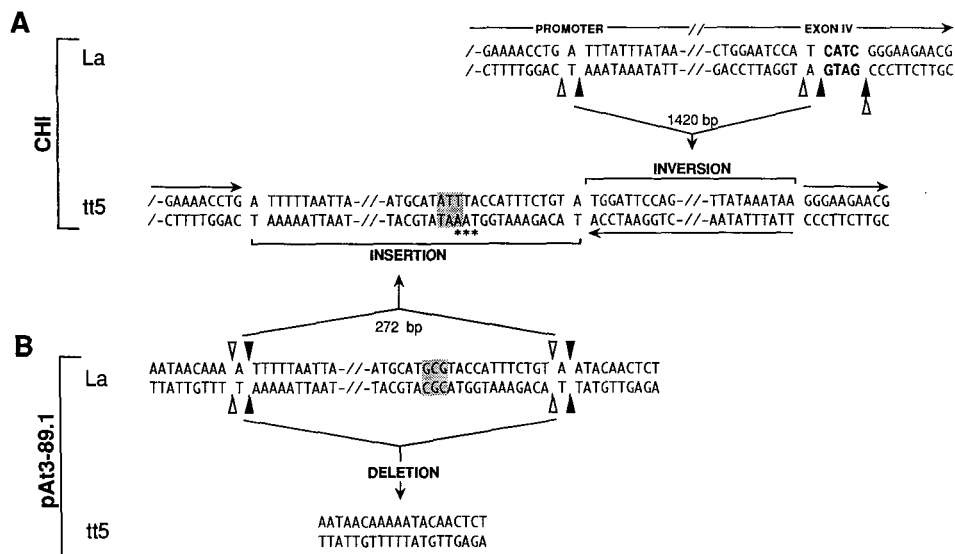 A
PROMOTER // EXON IV
La
/-GAAAACCTG A TTTATTTATAA-//-CTGGAATCCA T CATC GGGAAGAACG
/-CTTTTGGAC T AAATAAATATT-//-GACCTTAGGT A GTAG CCCTTCTTGC
CHI
1420 bp
INVERSION
tt5
/-GAAAACCTG A TTTTTAATTA-//-ATGCATATTTACCATTTCTGT A TGGATTCCAG-//-TTATAAATAA GGGAAGAACG
/-CTTTTGGAC T AAAAATTAAT-//-TACGTATAAATGGTAAAGACA T ACCTAAGGTC-//-AATATTTATT CCCTTCTTGC
***
INSERTION
272 bp
B
La
AATAACAAA A TTTTTAATTA-//-ATGCATGCGTACCATTTCTGT A ATACAACTCT
TTATTGTTT T AAAAATTAAT-//-TACGTACGCATGGTAAAGACA T TATGTTGAGA
pAt3-89.1
DELETION
tt5
AATAACAAAAATACAACTCT
TTATTGTTTTTATGTTGAGA